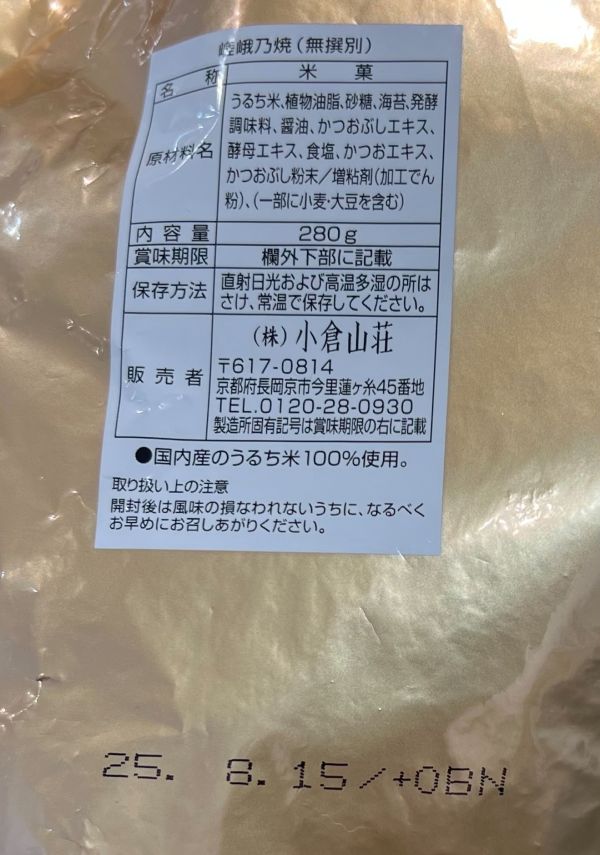 嵯峨乃焼(無撰別)
名称 米菓
原材料名 うるち米、植物油脂、砂糖、海苔、発酵
調味料、醤油、かつおぶしエキス、
酵母エキス、食塩、かつおエキス、
かつおぶし粉末／増粘剤(加工でん
粉)、(一部に小麦・大豆を含む)
内容量 280g
賞味期限 欄外下部に記載
保存方法 直射日光および高温多湿の所は
さけ、常温で保存してください。
販売者 (株)小倉山荘
〒617-0814
京都府長岡京市今里蓮ヶ糸45番地
TEL.0120-28-0930
製造所固有記号は賞味期限の右に記載
●国内産のうるち米100%使用。
取り扱い上の注意
開封後は風味の損なわれないうちに、なるべく
お早めにお召しあがりください。
25. 8. 15/+OBN